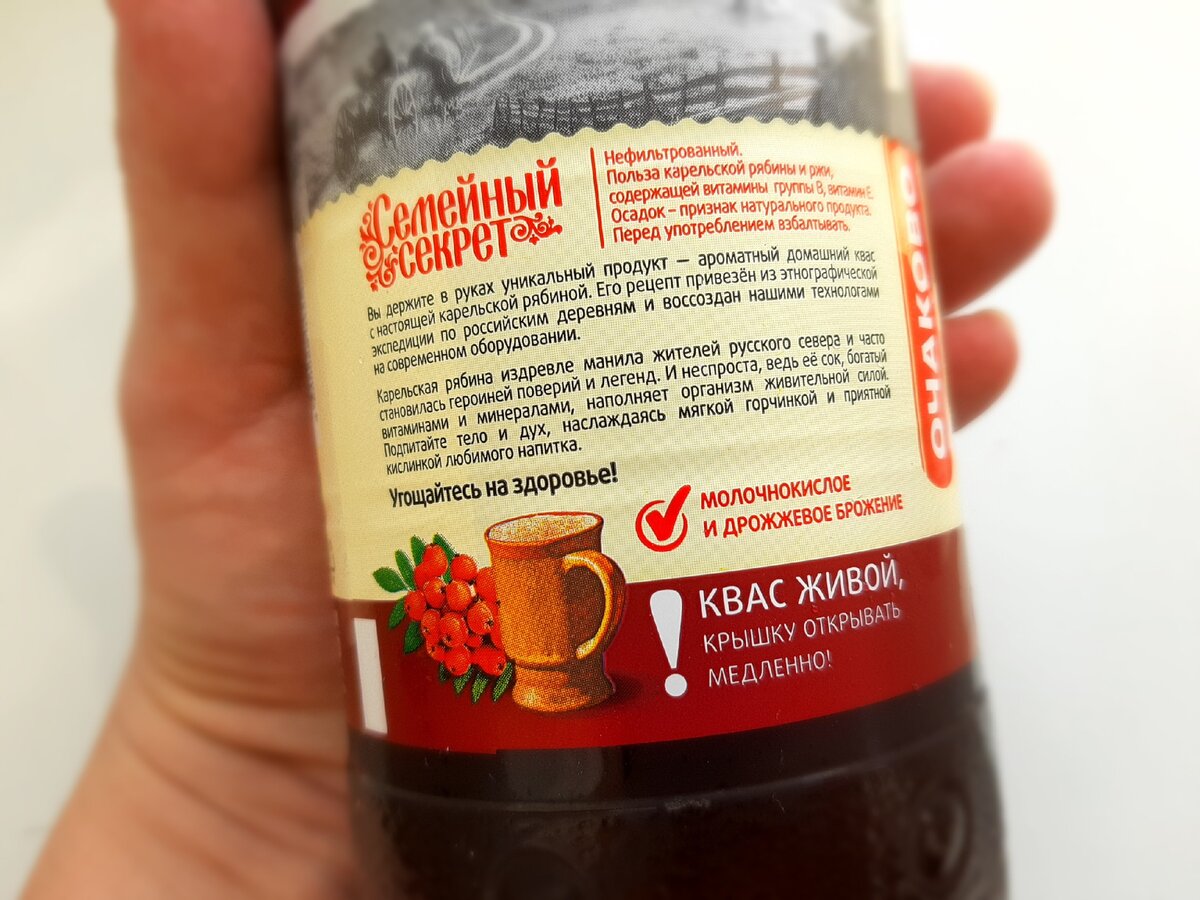 Семейный
секрет
Нефильтрованный.
Польза карельской рябины и ржи,
содержащей витамины группы В, витамин Е.
Осадок – признак натурального продукта.
Перед употреблением взбалтывать.
Вы держите в руках уникальный продукт — ароматный домашний квас
с настоящей карельской рябиной. Его рецепт привезён из этнографической
экспедиции по российским деревням и воссоздан нашими технологами
на современном оборудовании.
Карельская рябина издревле манила жителей русского севера и часто
становилась героиней поверий и легенд. И неспроста, ведь её сок, богатый
витаминами и минералами, наполняет организм живительной силой.
Подпитайте тело и дух, наслаждаясь мягкой горчинкой и приятной
кислинкой любимого напитка.
Угощайтесь на здоровье!
МОЛОЧНОКИСЛОЕ
И ДРОЖЖЕВОЕ БРОЖЕНИЕ
! КВАС ЖИВОЙ,
КРЫШКУ ОТКРЫВАТЬ
МЕДЛЕННО!
ОЧАКОВО